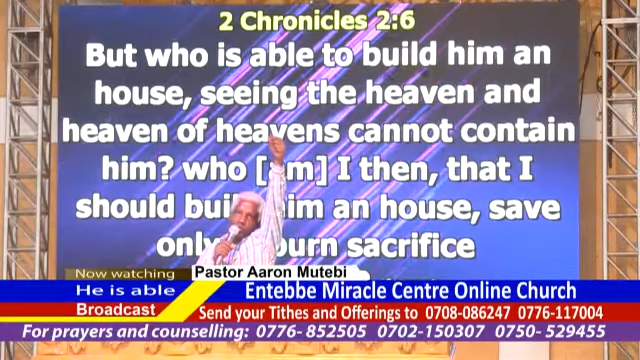 2 Chronicles 2:6
But who is able to build him an
house, seeing the heaven and
heaven of heavens cannot contain
him? who [am] I then, that I
should build him an house, save
only burn sacrifice
Now watching
Pastor Aaron Mutebi
He is able
Entebbe Miracle Centre Online Church
Broadcast
Send your Tithes and Offerings to 0708-086247 0776-117004
For prayers and counselling: 0776-852505 0702-150307 0750-529455